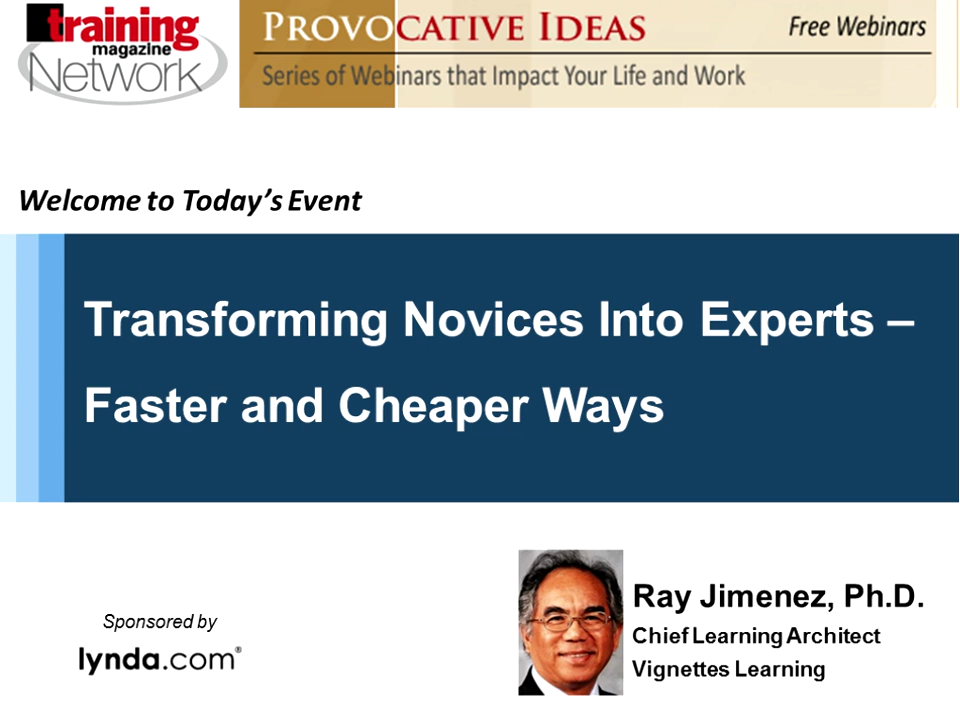 training
magazine
Network
PROVOCATIVE IDEAS
Free Webinars
Series of Webinars that Impact Your Life and Work
Welcome to Today's Event
Transforming Novices Into Experts –
Faster and Cheaper Ways
Sponsored by
lynda.com®
Ray Jimenez, Ph.D.
Chief Learning Architect
Vignettes Learning